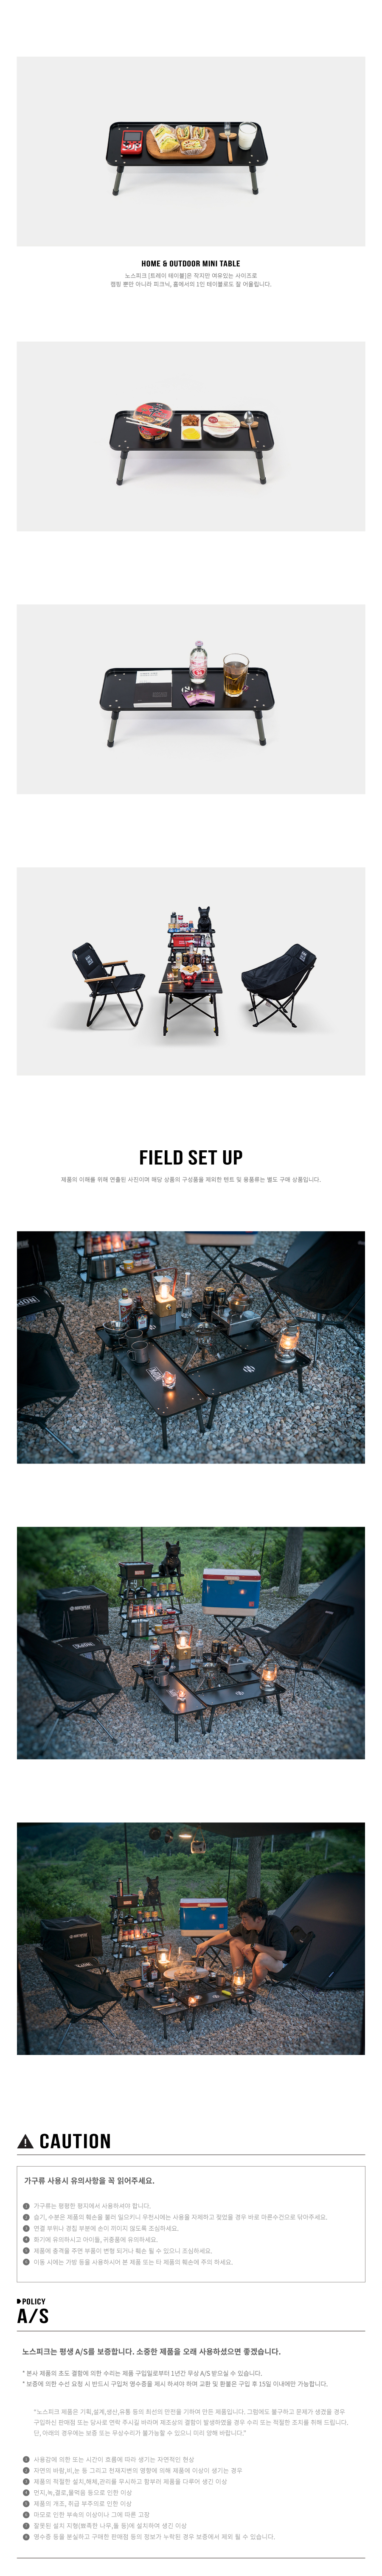 HOME & OUTDOOR MINI TABLE
노스피크 [트레이 테이블]은 작지만 여유있는 사이즈로
캠핑 뿐만 아니라 피크닉, 홈에서의 1인 테이블로도 잘 어울립니다.
FIELD SET UP
제품의 이해를 위해 연출된 사진이며 해당 상품의 구성품을 제외한 텐트 및 용품류는 별도 구매 상품입니다.
CAUTION
가구류 사용시 유의사항을 꼭 읽어주세요.
1 가구류는 평평한 평지에서 사용하셔야 합니다.
2 습기, 수분은 제품의 훼손을 불러 일으키니 우천시에는 사용을 자제하고 젖었을 경우 바로 마른수건으로 닦아주세요.
3 연결 부위나 경첩 부분에 손이 끼이지 않도록 조심하세요.
4 화기에 유의하시고 아이들, 귀중품에 유의하세요.
5 제품에 충격을 주면 부품이 변형 되거나 훼손 될 수 있으니 조심하세요.
6 이동 시에는 가방 등을 사용하시어 본 제품 또는 타 제품의 훼손에 주의 하세요.
POLICY
A/S
노스피크는 평생 A/S를 보증합니다. 소중한 제품을 오래 사용하셨으면 좋겠습니다.
* 본사 제품의 초도 결함에 의한 수리는 제품 구입일로부터 1년간 무상 A/S 받으실 수 있습니다.
* 보증에 의한 수선 요청 시 반드시 구입처 영수증을 제시 하셔야 하며 교환 및 환불은 구입 후 15일 이내에만 가능합니다.
"노스피크 제품은 기획,설계,생산,유통 등의 최선의 만전을 기하여 만든 제품입니다. 그럼에도 불구하고 문제가 생겼을 경우
구입하신 판매점 또는 당사로 연락 주시길 바라며 제조상의 결함이 발생하였을 경우 수리 또는 적절한 조치를 취해 드립니다.
단, 아래의 경우에는 보증 또는 무상수리가 불가능할 수 있으니 미리 양해 바랍니다."
1 사용감에 의한 또는 시간의 흐름에 따라 생기는 자연적인 현상
2 자연의 바람,비,눈 등 그리고 천재지변의 영향에 의해 제품에 이상이 생기는 경우
3 제품의 적절한 설치,해체,관리를 무시하고 함부러 제품을 다루어 생긴 이상
4 먼지,녹,결로,물먹음 등으로 인한 이상
5 제품의 개조, 취급 부주의로 인한 이상
6 마모로 인한 부속의 이상이나 그에 따른 고장
7 잘못된 설치 지형(뾰족한 나무,돌 등)에 설치하여 생긴 이상
8 영수증 등을 분실하고 구매한 판매점 등의 정보가 누락된 경우 보증에서 제외 될 수 있습니다.